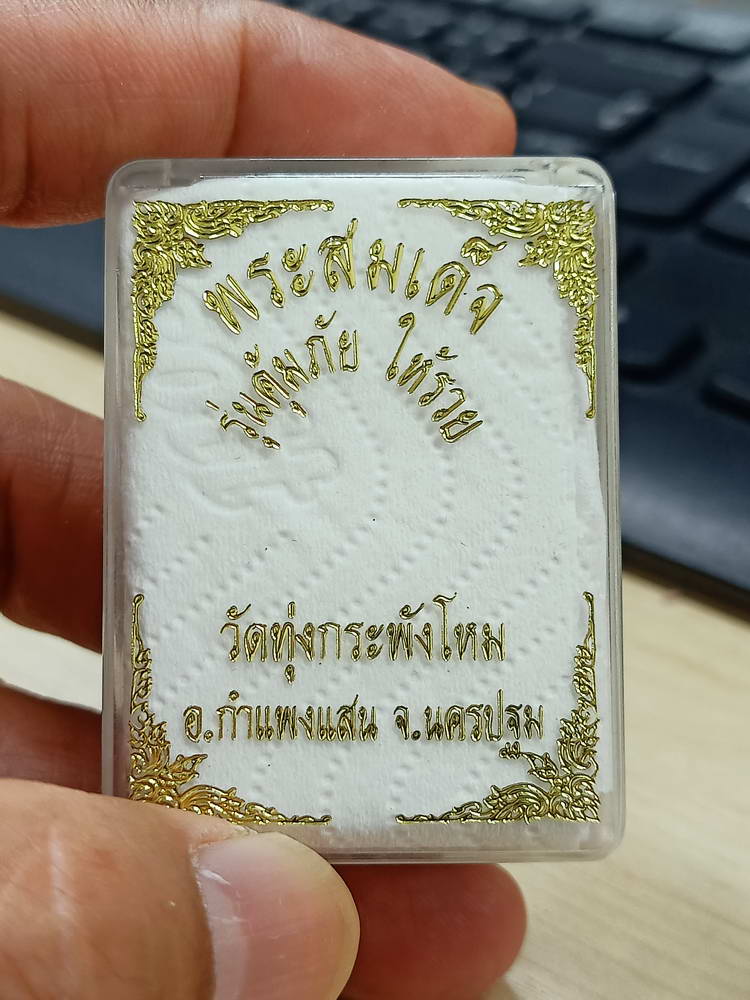 พระสมเด็จ
รุ่นคุ้มภัย ให้รวย
วัดทุ่งกระพังโหม
อ.กำแพงแสน จ.นครปฐม